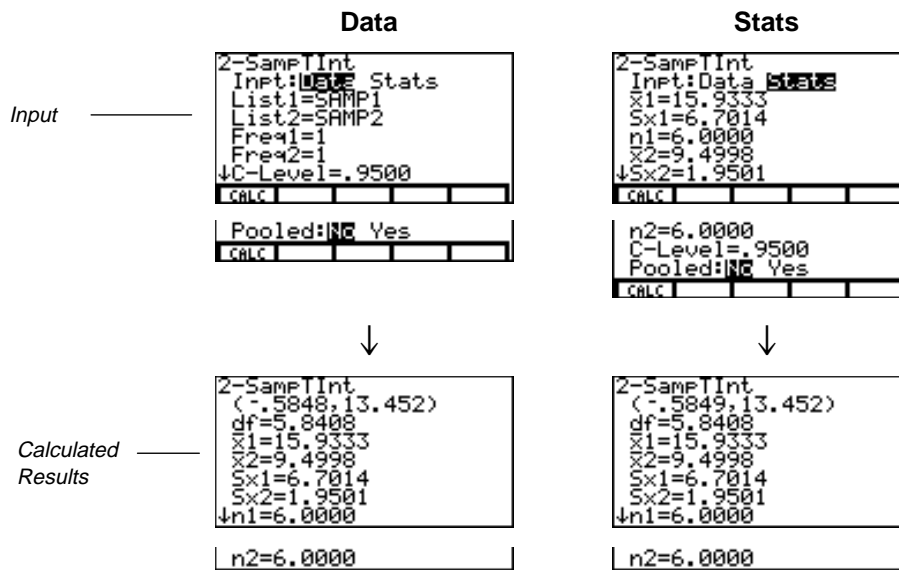 Data
Input
2-SampTInt
Inpt:Data Stats
List1=SAMP1
List2=SAMP2
Freq1=1
Freq2=1
↓C-Level=.9500
CALC
Pooled:No Yes
CALC
Stats
2-SampTInt
Inpt:Data Stats
x̄1=15.9333
Sx1=6.7014
n1=6.0000
x̄2=9.4998
↓Sx2=1.9501
CALC
n2=6.0000
C-Level=.9500
Pooled:No Yes
CALC
↓
↓
Calculated
Results
2-SampTInt
(-.5848,13.452)
df=5.8408
x̄1=15.9333
x̄2=9.4998
Sx1=6.7014
Sx2=1.9501
↓n1=6.0000
n2=6.0000
2-SampTInt
(-.5849,13.452)
df=5.8408
x̄1=15.9333
x̄2=9.4998
Sx1=6.7014
Sx2=1.9501
↓n1=6.0000
n2=6.0000